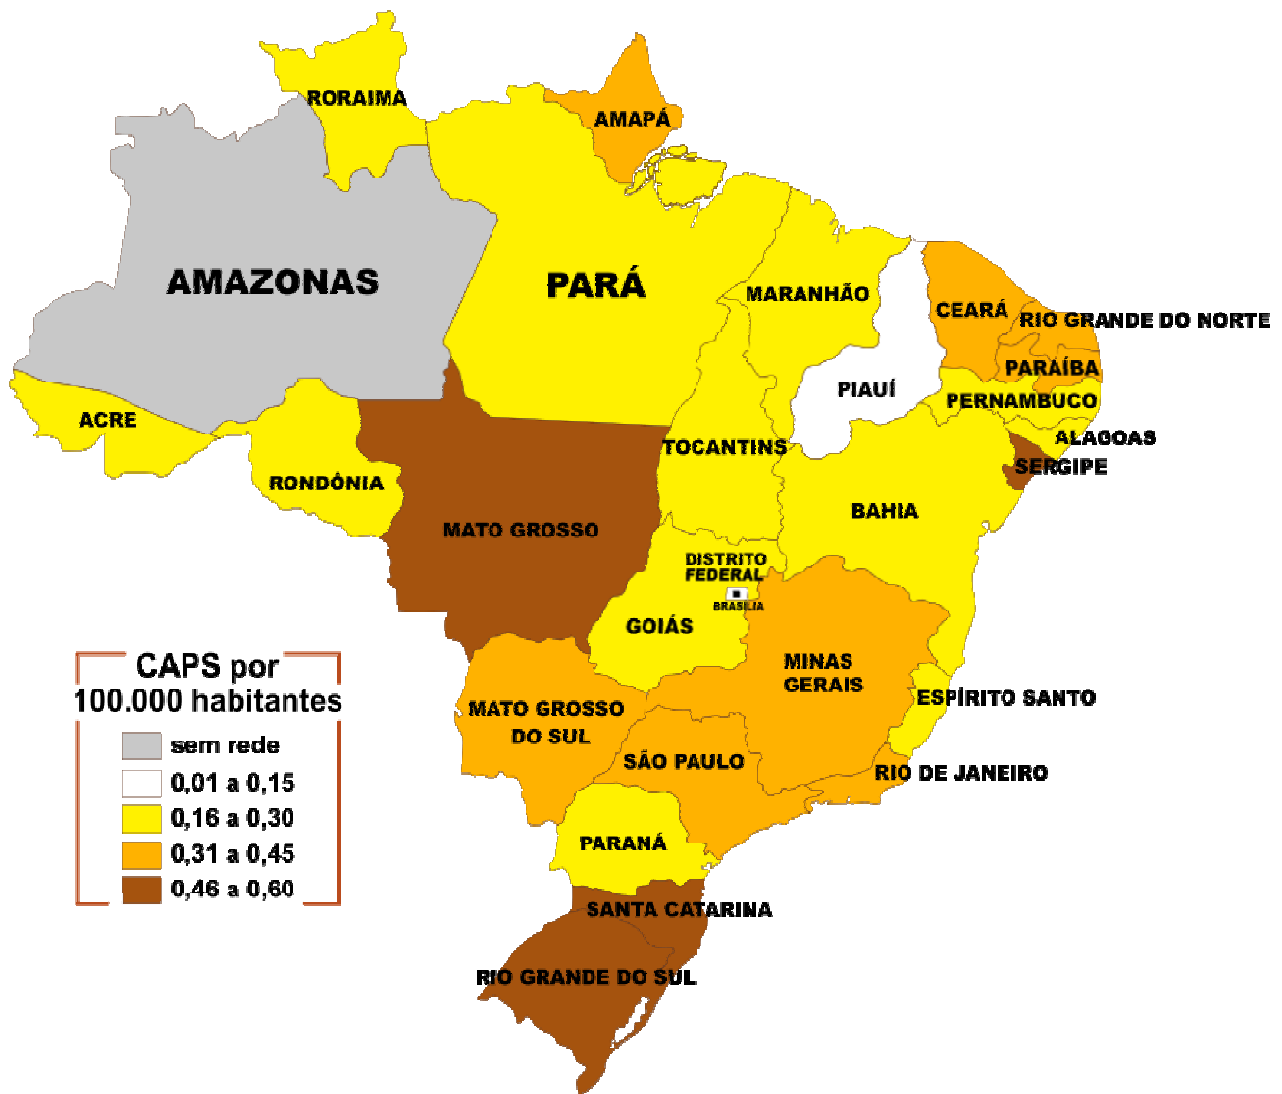 RORAIMA
AMAPÁ
AMAZONAS
PARÁ
MARANHÃO
CEARÁ
RIO GRANDE DO NORTE
PARAÍBA
PIAUÍ
PERNAMBUCO
ACRE
ALAGOAS
TOCANTINS
SERGIPE
RONDÔNIA
BAHIA
MATO GROSSO
DISTRITO
FEDERAL
BRASILIA
GOIÁS
MINAS
GERAIS
ESPÍRITO SANTO
MATO GROSSO
DO SUL
SÃO PAULO
RIO DE JANEIRO
PARANÁ
SANTA CATARINA
RIO GRANDE DO SUL
CAPS por
100.000 habitantes
sem rede
0,01 a 0,15
0,16 a 0,30
0,31 a 0,45
0,46 a 0,60